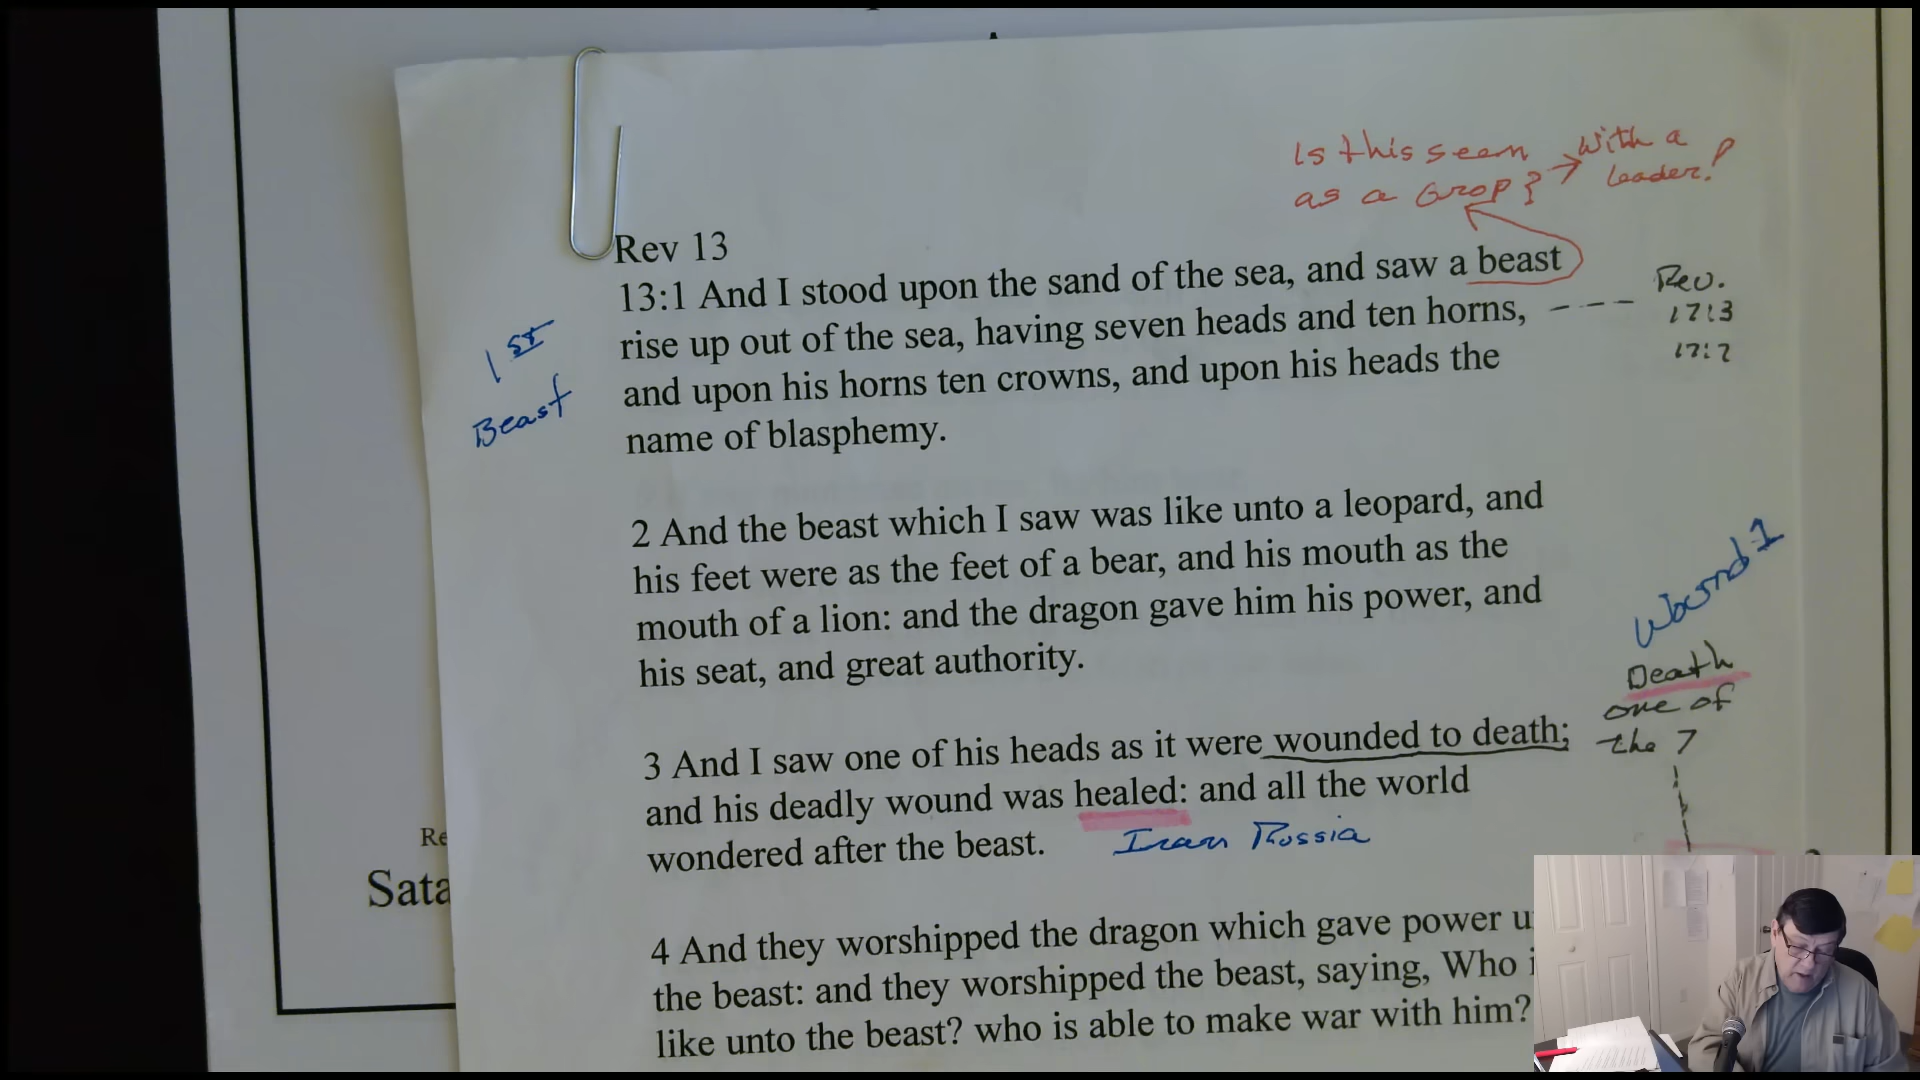 Is this seen
as a Grop? → with a
leader?
Rev 13
13:1 And I stood upon the sand of the sea, and saw a beast
rise up out of the sea, having seven heads and ten horns, --- Rev.
17:3
17:7
and upon his horns ten crowns, and upon his heads the
name of blasphemy.
1st
Beast
2 And the beast which I saw was like unto a leopard, and
his feet were as the feet of a bear, and his mouth as the
mouth of a lion: and the dragon gave him his power, and
his seat, and great authority.
Wound 1
Death
one of
the 7
3 And I saw one of his heads as it were wounded to death;
and his deadly wound was healed: and all the world
wondered after the beast. Iran Russia
Re
Sata
4 And they worshipped the dragon which gave power u
the beast: and they worshipped the beast, saying, Who i
like unto the beast? who is able to make war with him?